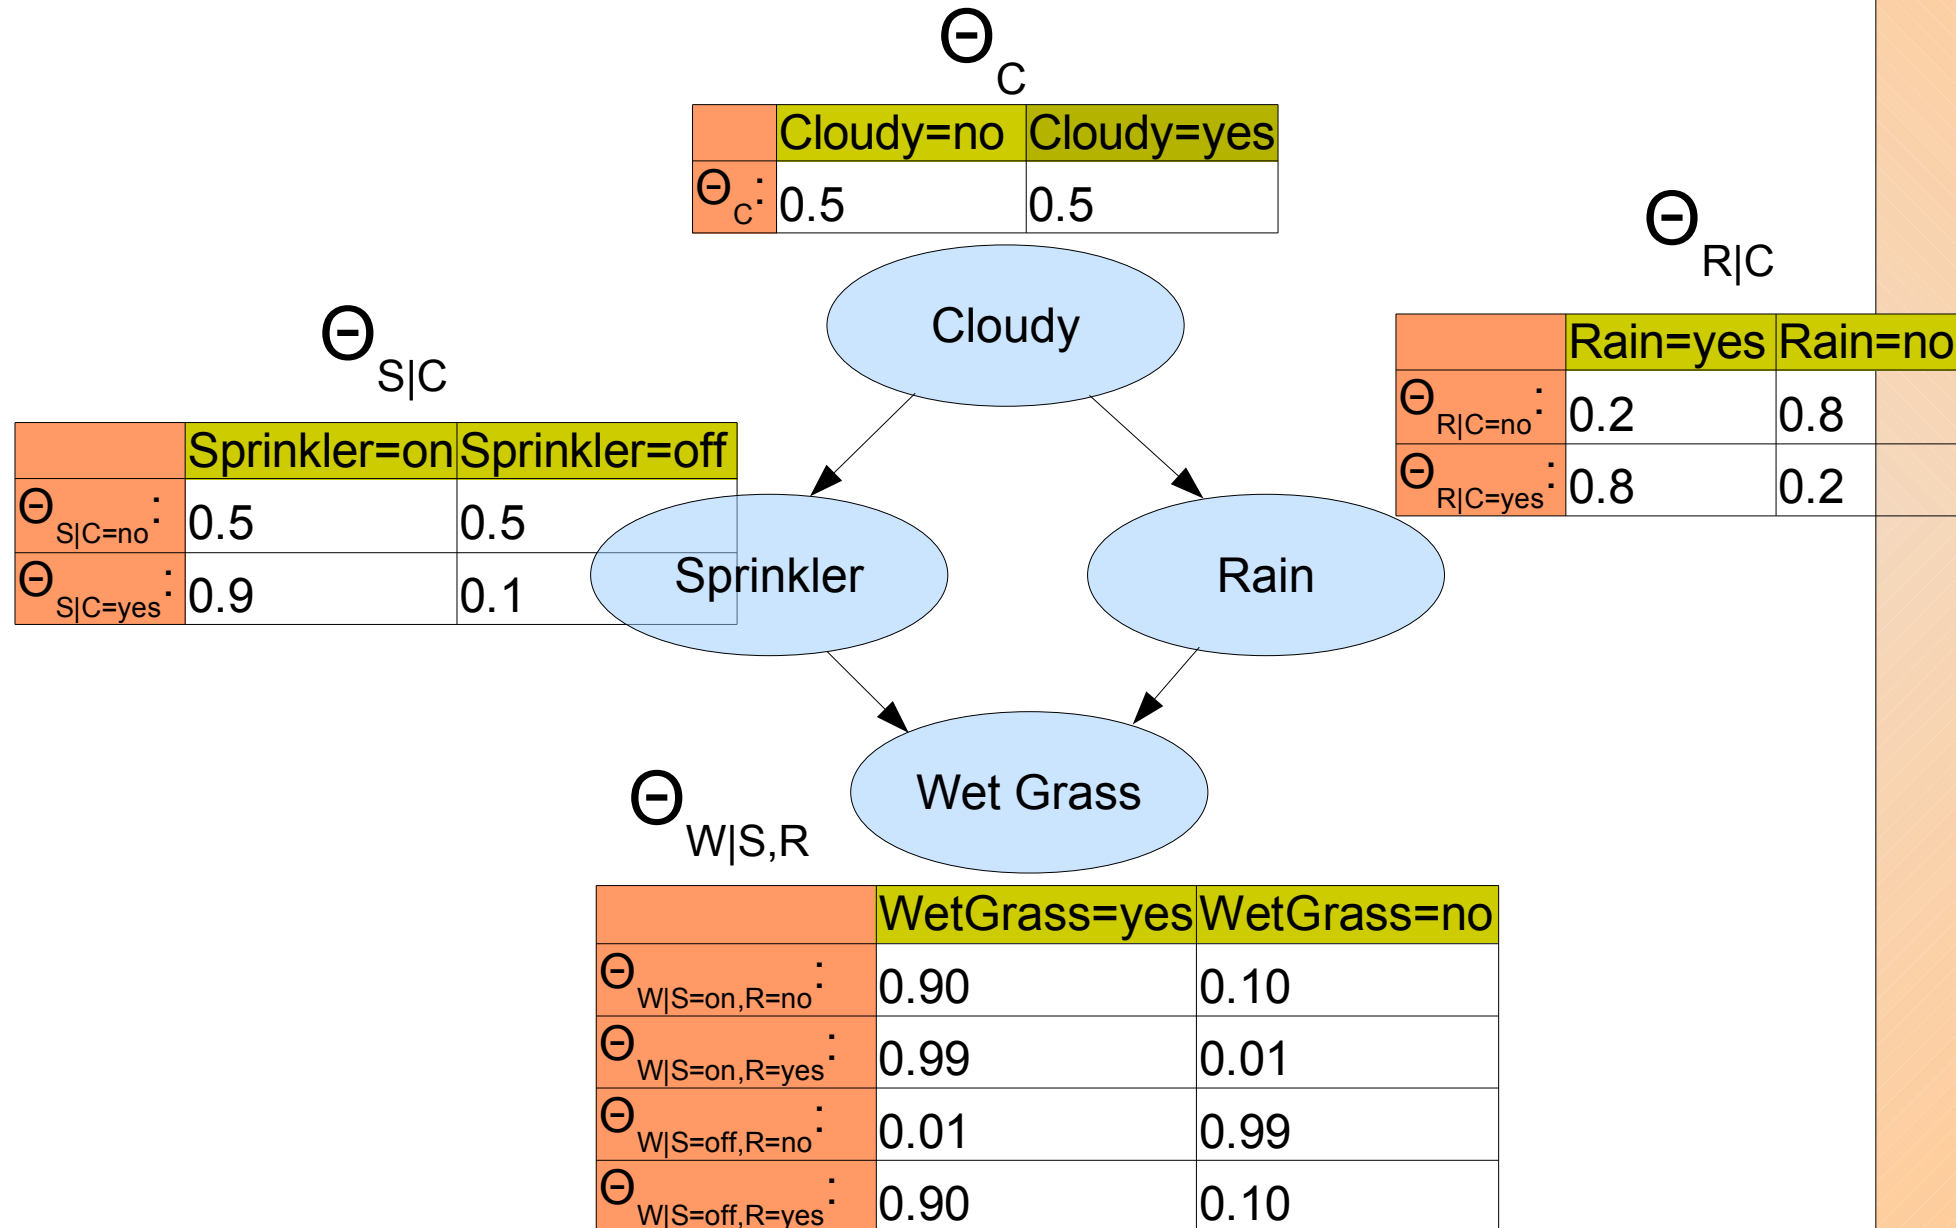 Θ C
Cloudy=no Cloudy=yes
Θ C: 0.5 0.5
Θ R|C
Rain=yes Rain=no
Θ R|C=no: 0.2 0.8
Θ R|C=yes: 0.8 0.2
Cloudy
Θ S|C
Sprinkler=on Sprinkler=off
Θ S|C=no: 0.5 0.5
Θ S|C=yes: 0.9 0.1
Sprinkler
Rain
Wet Grass
Θ W|S,R
WetGrass=yes WetGrass=no
Θ W|S=on,R=no: 0.90 0.10
Θ W|S=on,R=yes: 0.99 0.01
Θ W|S=off,R=no: 0.01 0.99
Θ W|S=off,R=yes: 0.90 0.10